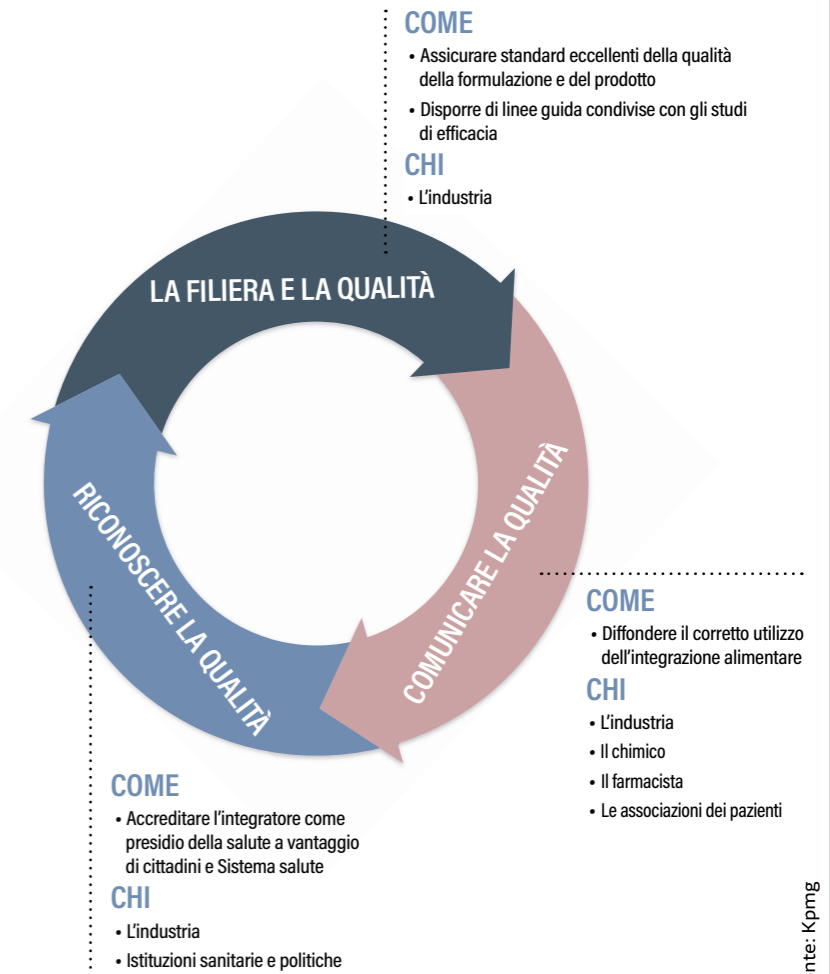 COME
• Assicurare standard eccellenti della qualità
della formulazione e del prodotto
• Disporre di linee guida condivise con gli studi
di efficacia
CHI
• L'industria
LA FILIERA E LA QUALITÀ
COMUNICARE LA QUALITÀ
RICONOSCERE LA QUALITÀ
COME
• Diffondere il corretto utilizzo
dell'integrazione alimentare
CHI
• L'industria
• Il chimico
• Il farmacista
• Le associazioni dei pazienti
COME
• Accreditare l'integratore come
presidio della salute a vantaggio
di cittadini e Sistema salute
CHI
• L'industria
• Istituzioni sanitarie e politiche
nte: Kpmg